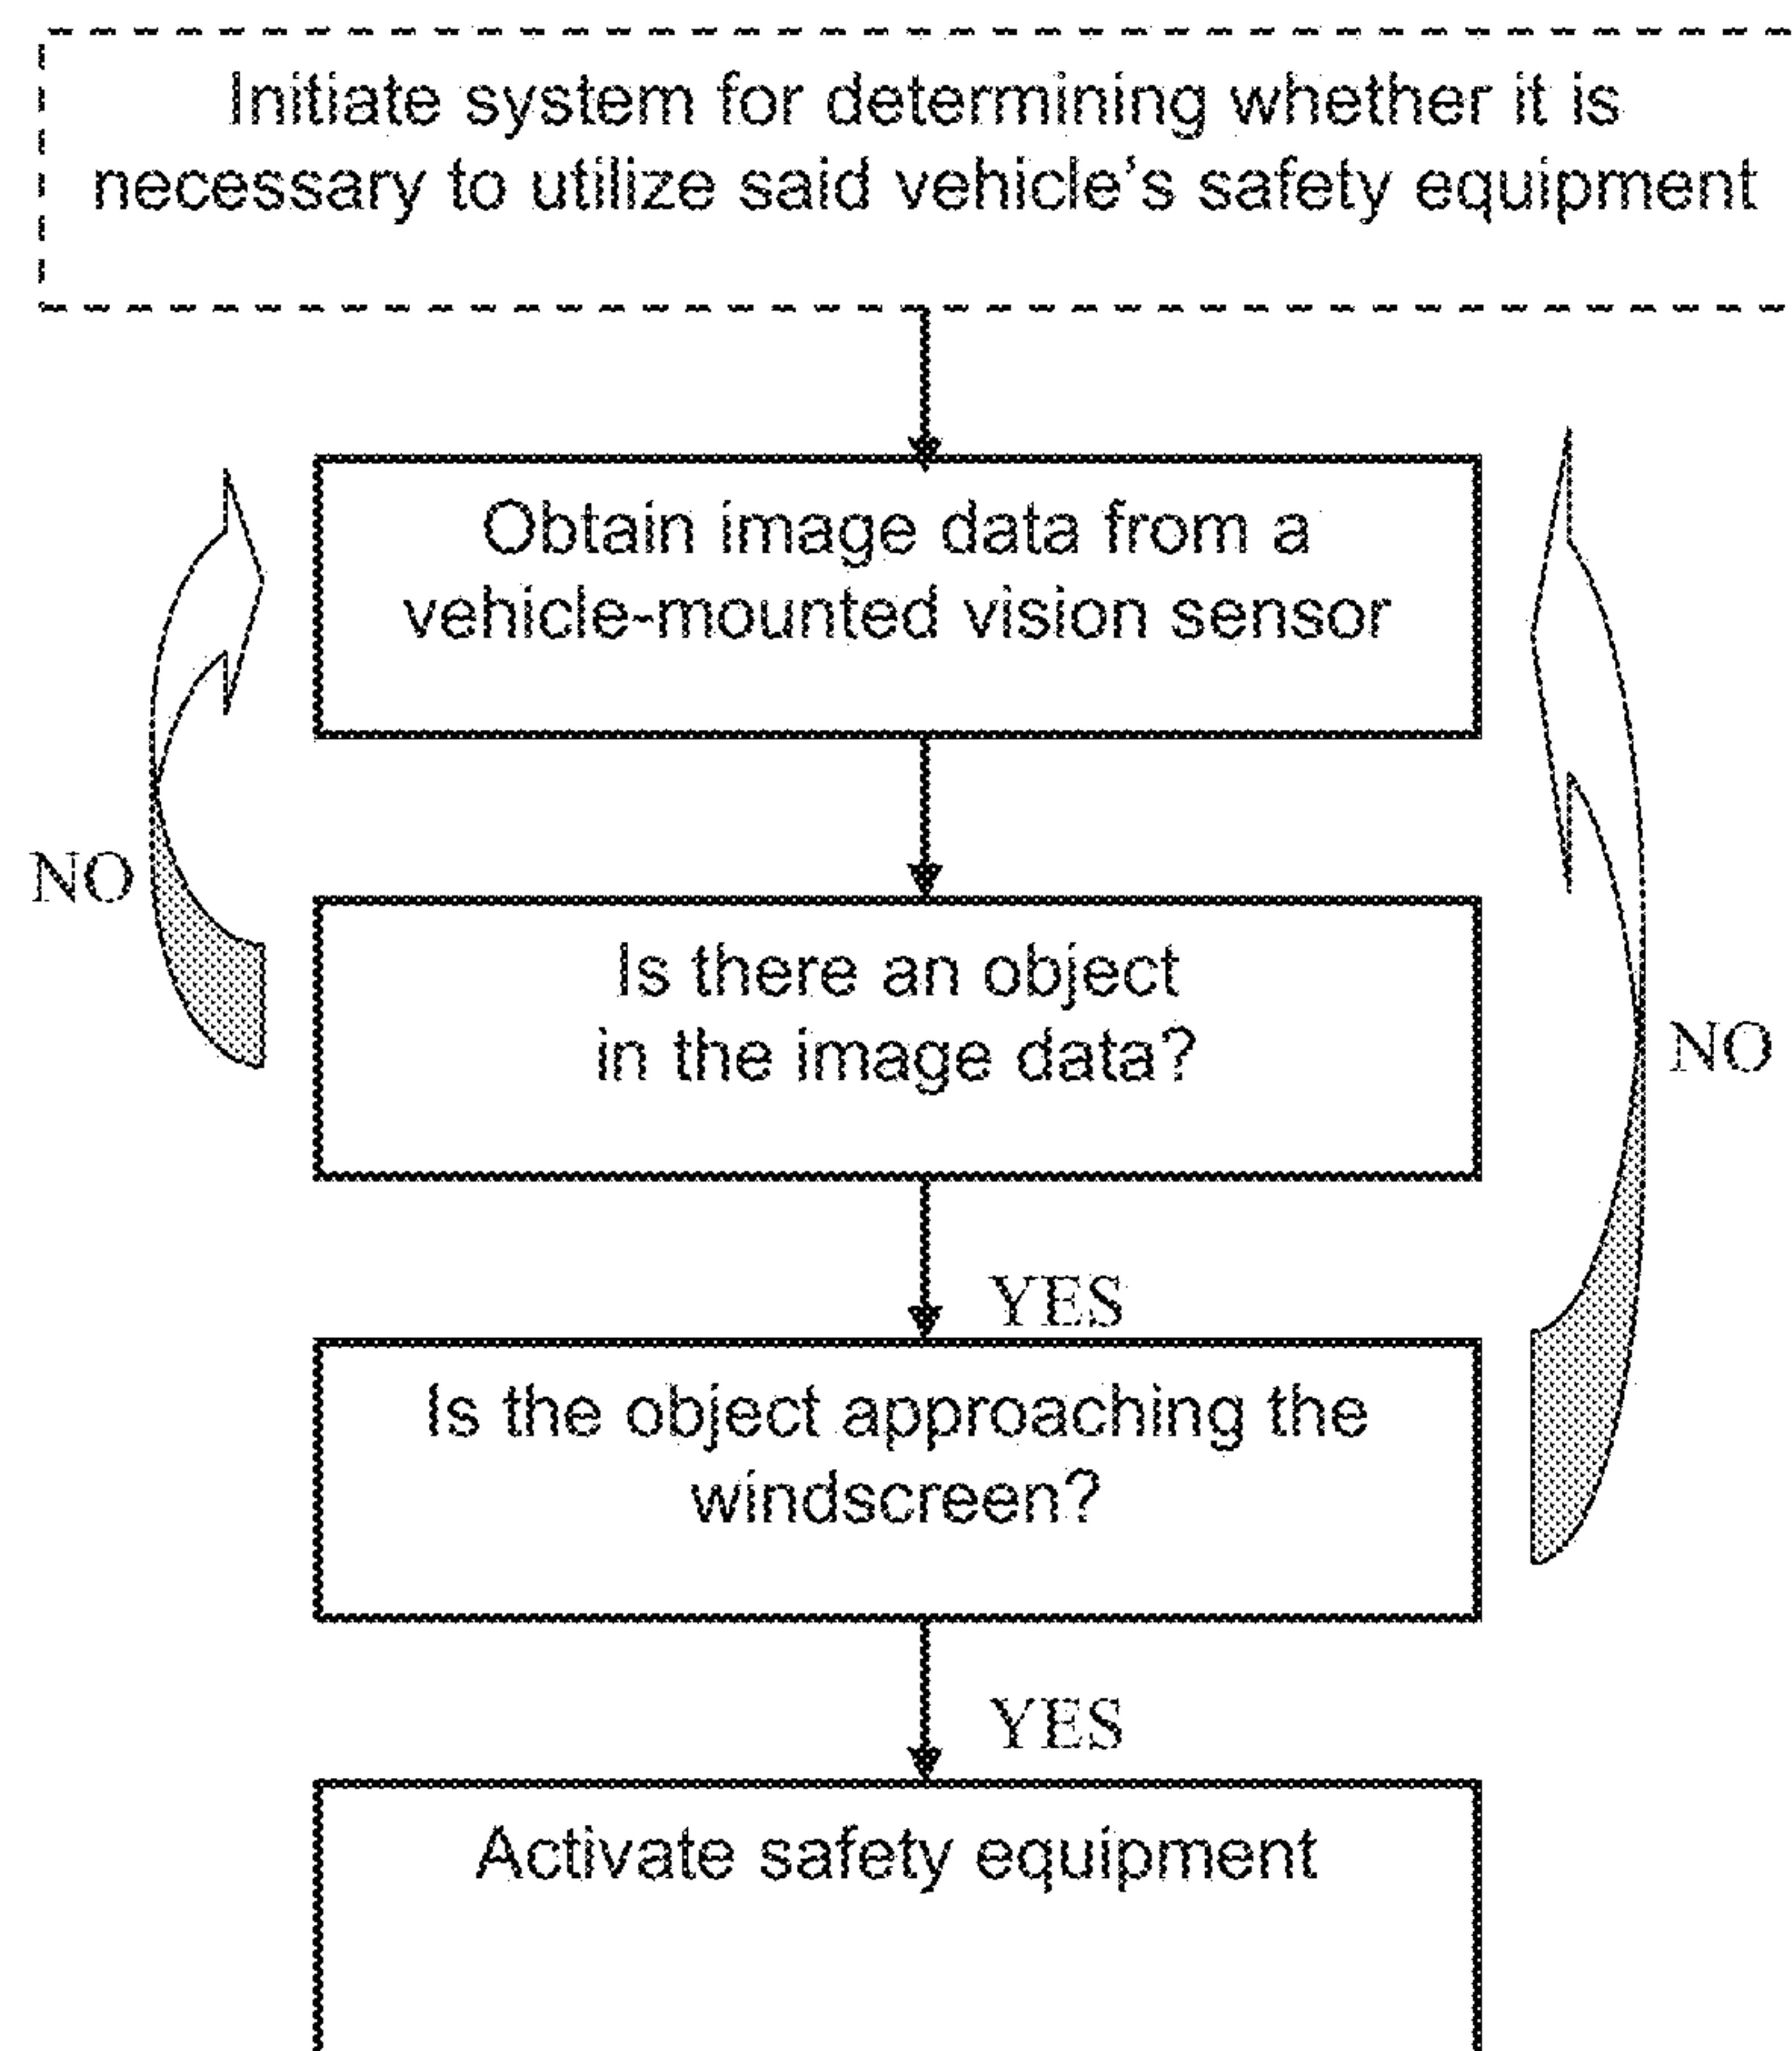 Initiate system for determining whether it is
necessary to utilize said vehicle's safety equipment
Obtain image data from a
vehicle-mounted vision sensor
NO
Is there an object
in the image data?
NO
YES
Is the object approaching the
windscreen?
YES
Activate safety equipment